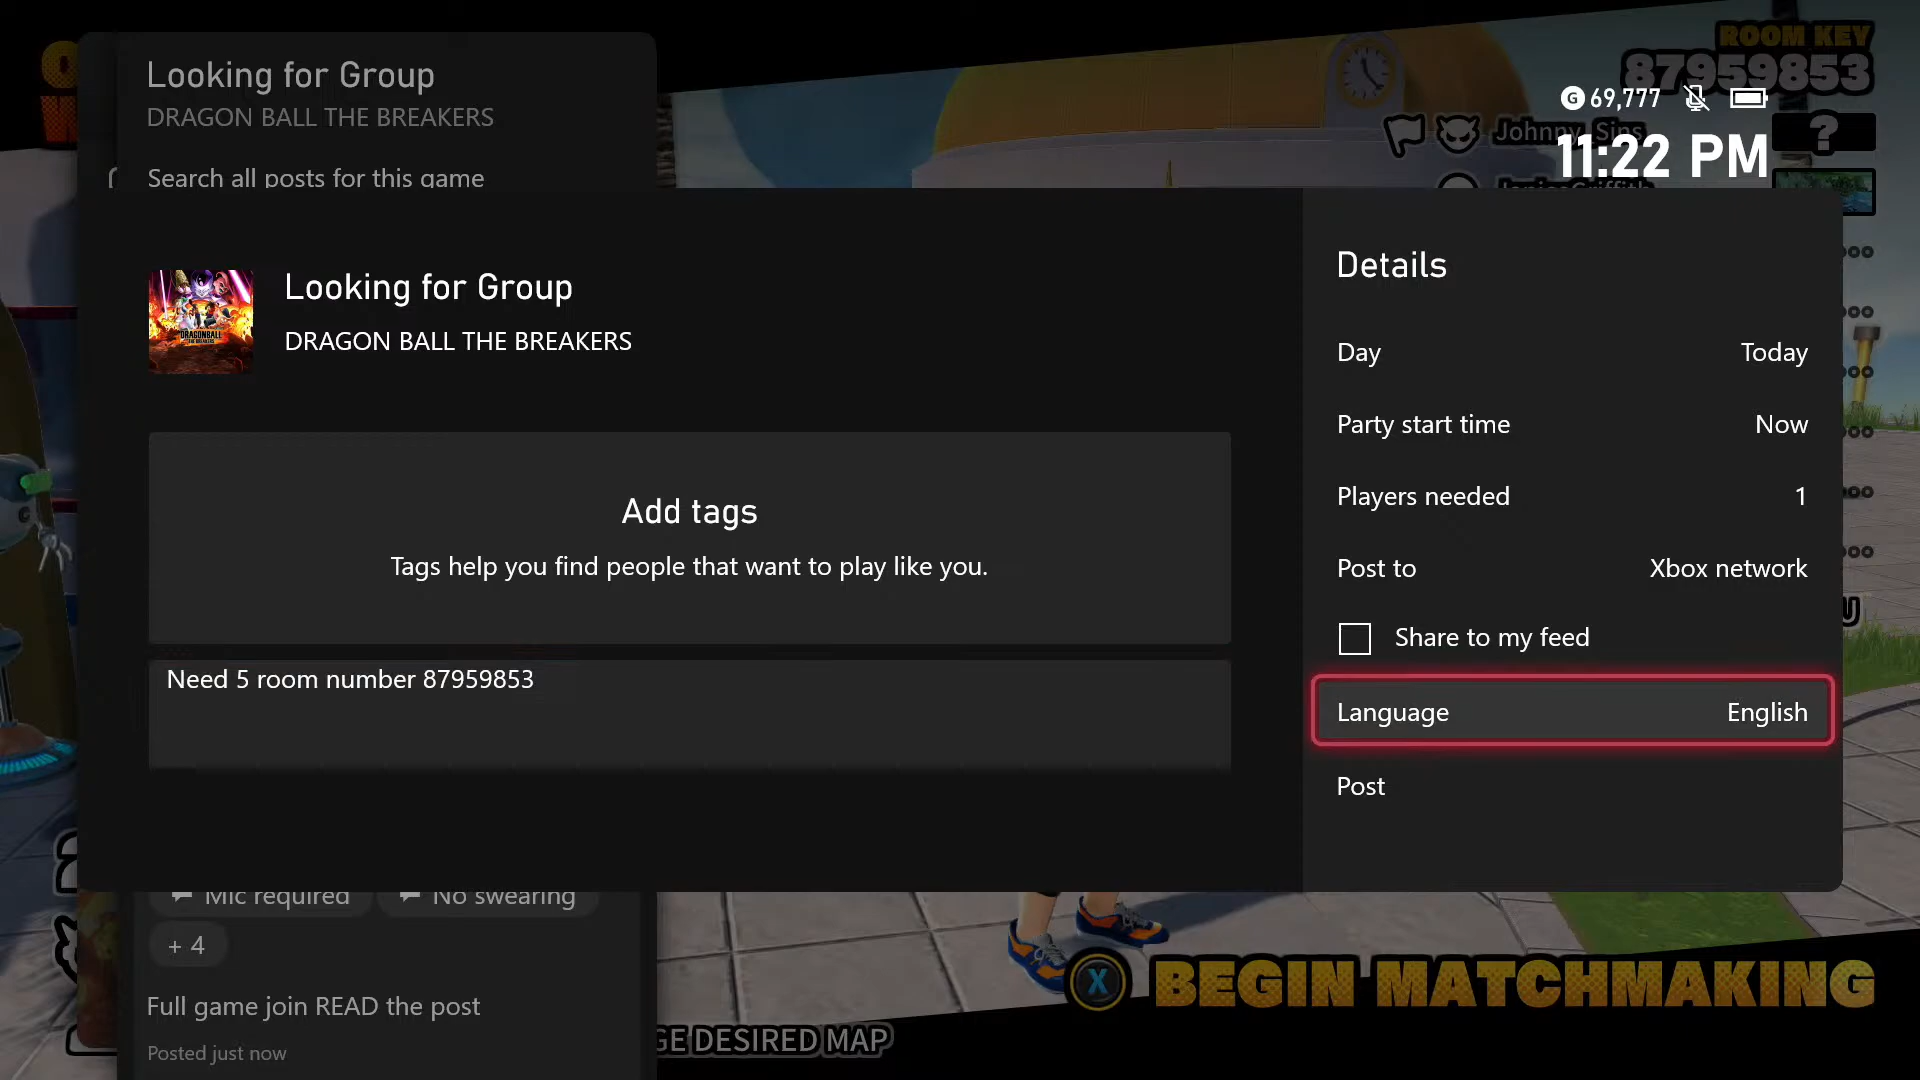 Looking for Group
DRAGON BALL THE BREAKERS
Search all posts for this game
ROOM KEY
87959853
69,777
11:22 PM
Johnny Sins
?
Looking for Group
DRAGON BALL THE BREAKERS
Add tags
Tags help you find people that want to play like you.
Need 5 room number 87959853
Details
Day Today
Party start time Now
Players needed 1
Post to Xbox network
Share to my feed
Language English
Post
Mic required No swearing
+ 4
Full game join READ the post
Posted just now
X BEGIN MATCHMAKING
DESIRED MAP